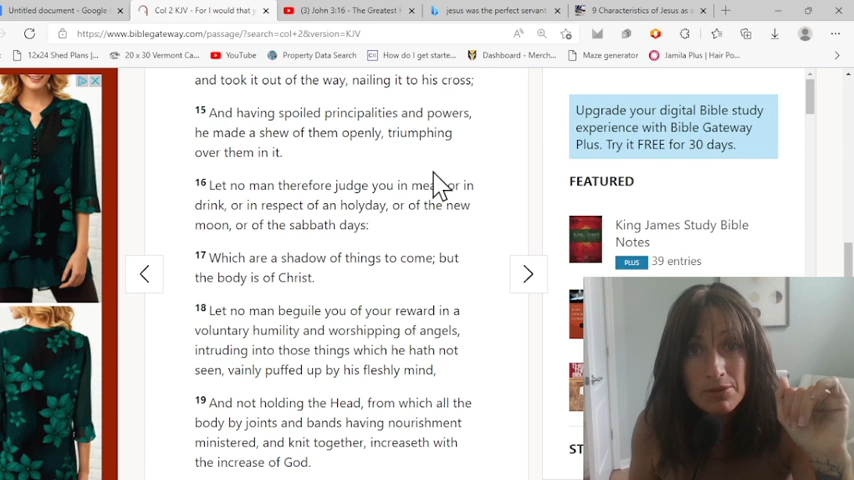 Untitled document - Google
Col 2 KJV - For I would that y
(3) John 3:16 - The Greatest H
jesus was the perfect servant
9 Characteristics of Jesus as a
https://www.biblegateway.com/passage/?search=col+2&version=KJV
12x24 Shed Plans |...
20 x 30 Vermont Ca...
YouTube
Property Data Search
How do I get starte...
Dashboard - Merch...
Maze generator
Jamila Plus | Horizo...
and took it out of the way, nailing it to his cross;
15 And having spoiled principalities and powers,
he made a shew of them openly, triumphing
over them in it.
16 Let no man therefore judge you in meat, or in
drink, or in respect of an holyday, or of the new
moon, or of the sabbath days:
17 Which are a shadow of things to come; but
the body is of Christ.
18 Let no man beguile you of your reward in a
voluntary humility and worshipping of angels,
intruding into those things which he hath not
seen, vainly puffed up by his fleshly mind,
19 And not holding the Head, from which all the
body by joints and bands having nourishment
ministered, and knit together, increaseth with
the increase of God.
Upgrade your digital Bible study
experience with Bible Gateway
Plus. Try it FREE for 30 days.
FEATURED
King James Study Bible
Notes
PLUS 39 entries
ST